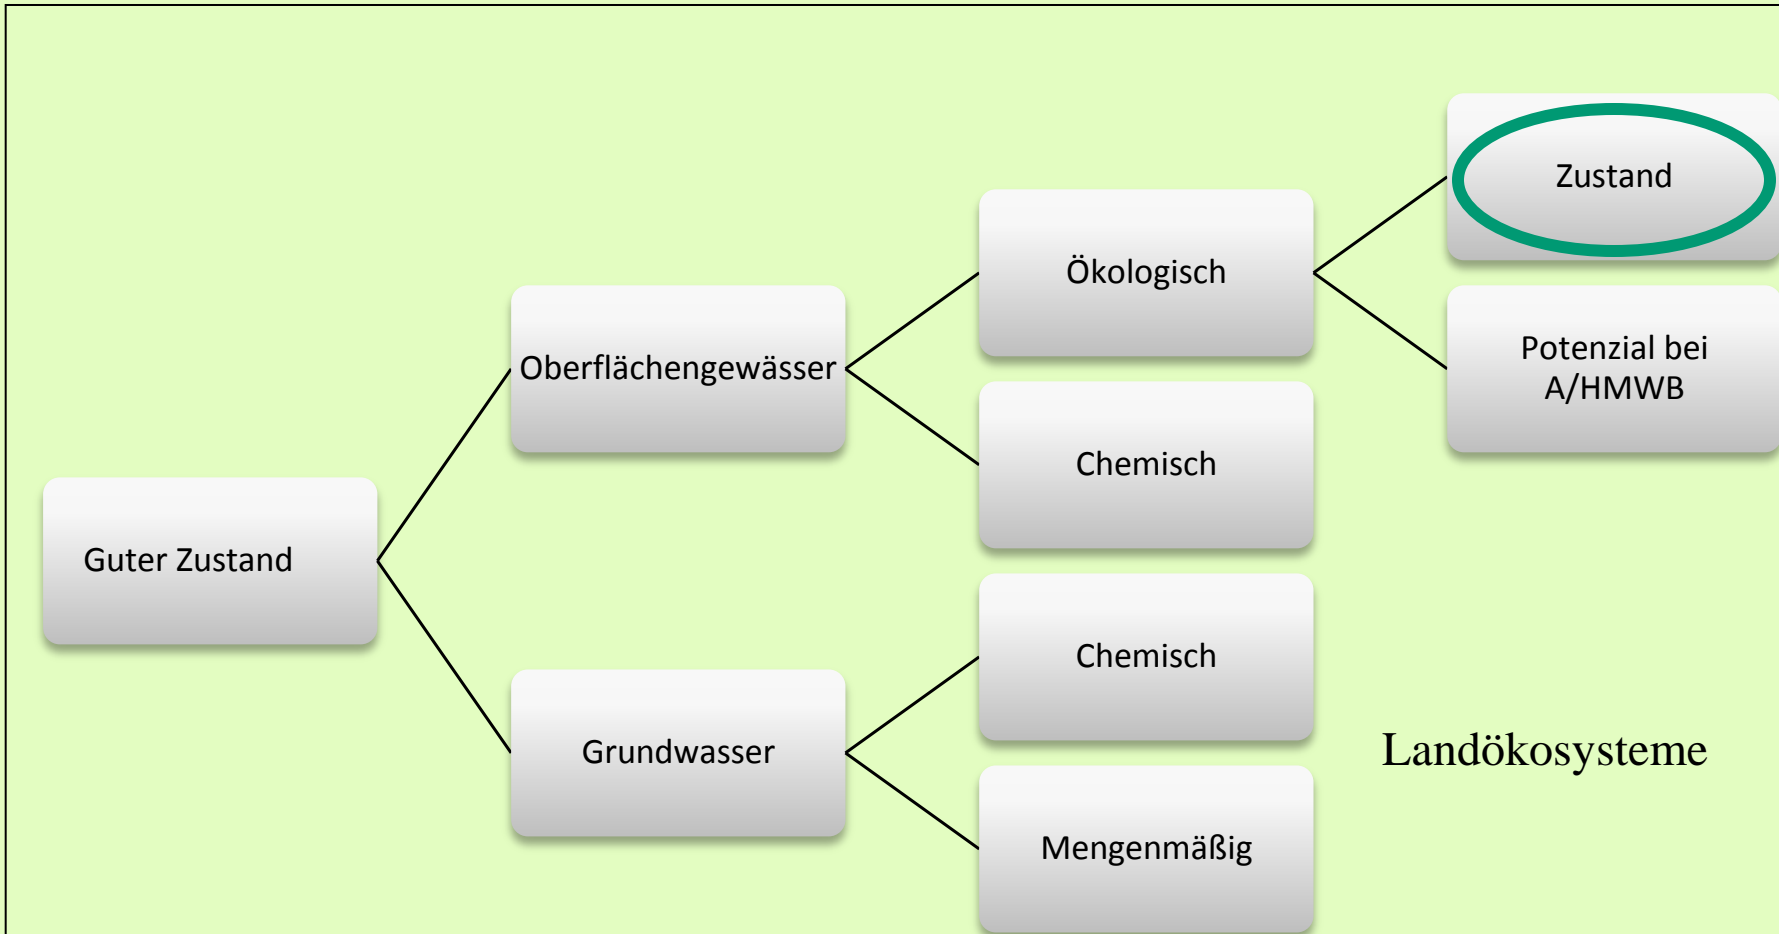 Guter Zustand
Oberflächengewässer
Grundwasser
Ökologisch
Chemisch
Chemisch
Mengenmäßig
Zustand
Potenzial bei
A/HMWB
Landökosysteme